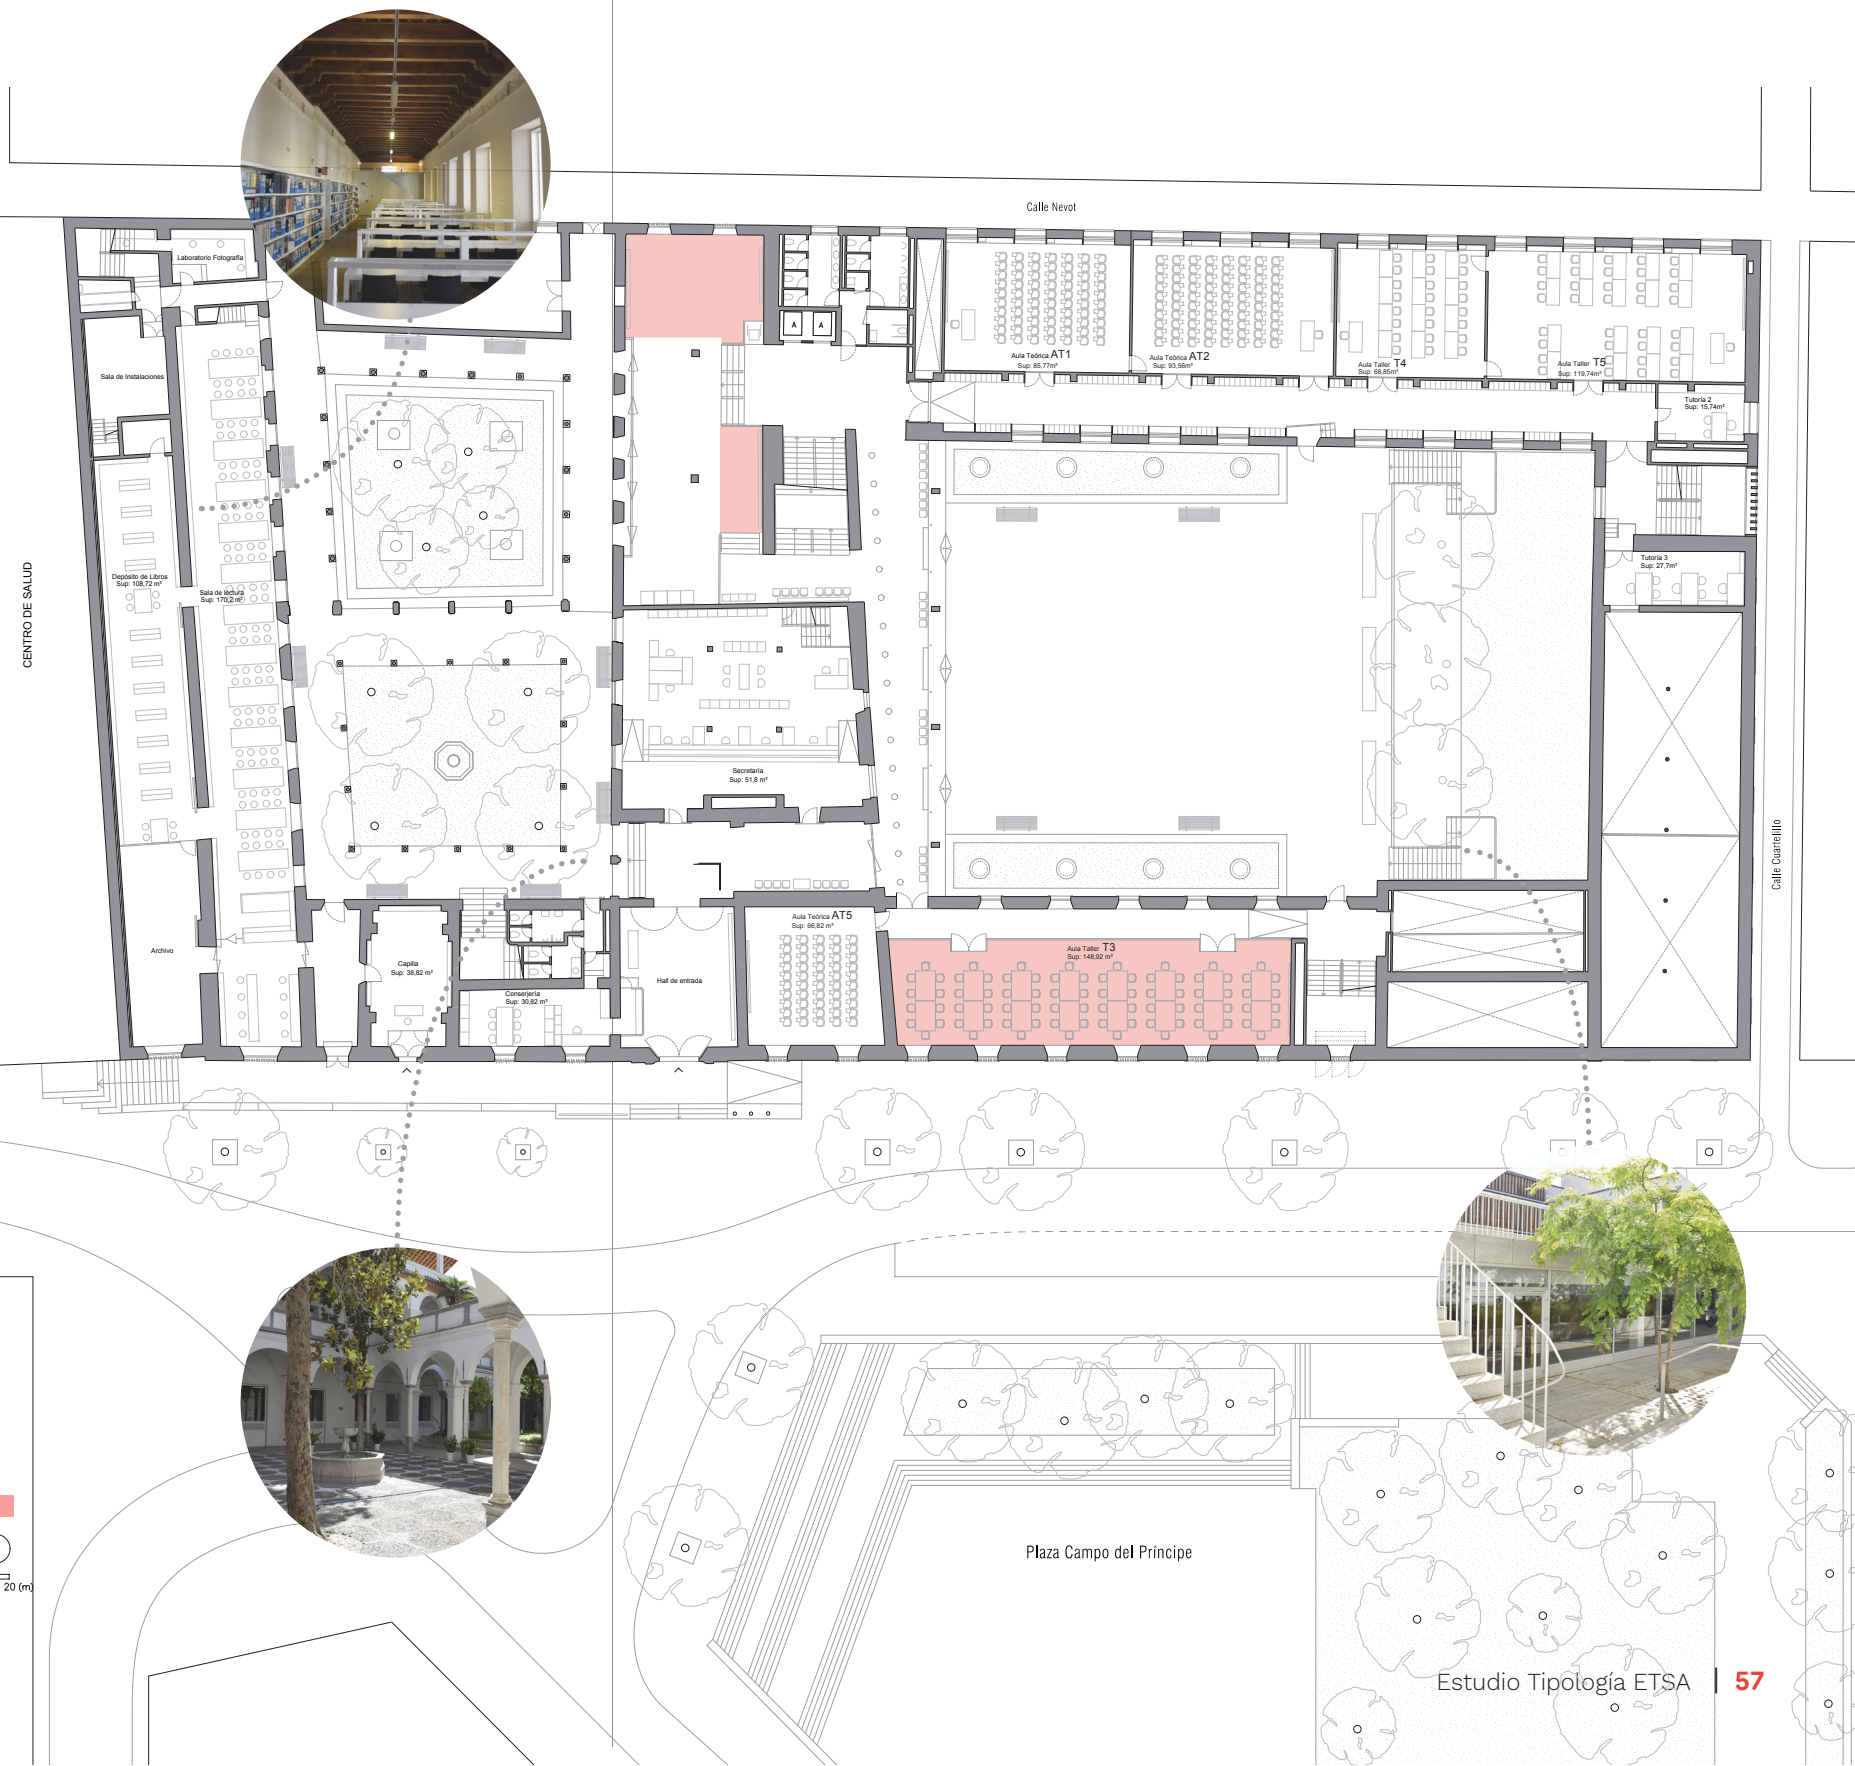 Calle Nevot
Laboratorio Fotografía
Sala de Instalaciones
A A
Aula Teórica AT1
Sup: 85,77m²
Aula Teórica AT2
Sup: 93,56m²
Aula Taller T4
Sup: 68,85m²
Aula Taller T5
Sup: 119,74m²
Tutoría 2
Sup: 15,74m²
CENTRO DE SALUD
Depósito de Libros
Sup: 108,72 m²
Sala de lectura
Sup: 170,2 m²
Tutoría 3
Sup: 27,7m²
Secretaría
Sup: 51,8 m²
Calle Cuartelillo
Archivo
Capilla
Sup: 38,82 m²
Conserjería
Sup: 30,82 m²
Hall de entrada
Aula Teórica AT5
Sup: 66,82 m²
Aula Taller T3
Sup: 148,92 m²
Plaza Campo del Príncipe
20 (m)
Estudio Tipología ETSA | 57